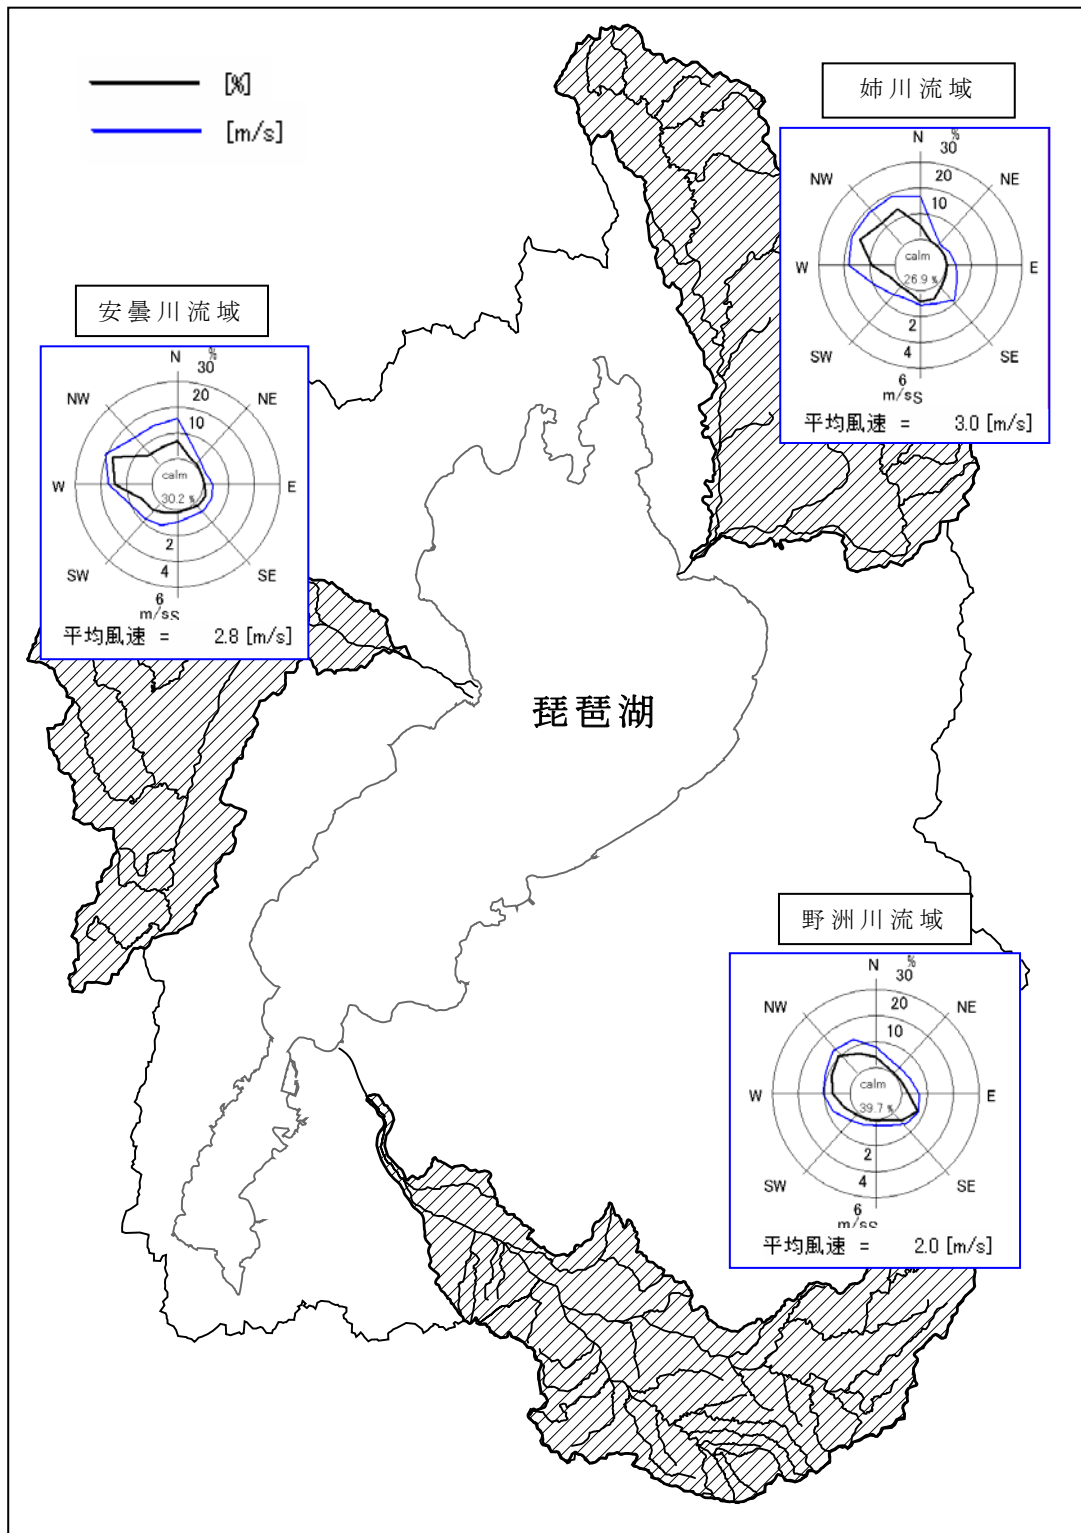 [%]
[m/s]
姉川流域
N
%
30
NW
20
NE
10
W
calm
E
26.9 %
2
SW
4
SE
6
m/s
S
平均風速 = 3.0 [m/s]
安曇川流域
N
%
30
NW
20
NE
10
W
calm
E
30.2 %
2
SW
4
SE
6
m/s
S
平均風速 = 2.8 [m/s]
琵琶湖
野洲川流域
N
%
30
NW
20
NE
10
W
calm
E
39.7 %
2
SW
4
SE
6
m/s
S
平均風速 = 2.0 [m/s]